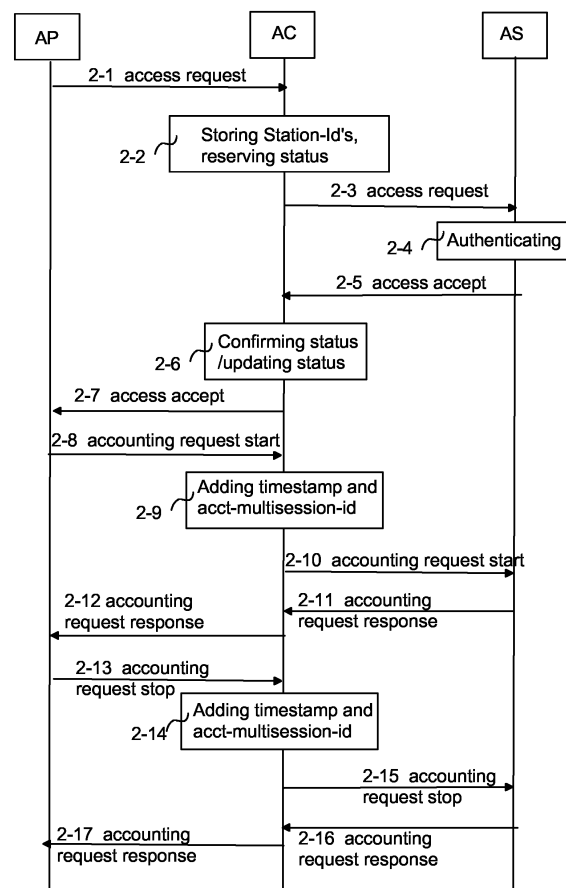 AP
AC
AS
2-1 access request
2-2
Storing Station-Id's,
reserving status
2-3 access request
2-4
Authenticating
2-5 access accept
2-6
Confirming status
/updating status
2-7 access accept
2-8 accounting request start
2-9
Adding timestamp and
acct-multisession-id
2-10 accounting request start
2-11 accounting
request response
2-12 accounting
request response
2-13 accounting
request stop
2-14
Adding timestamp and
acct-multisession-id
2-15 accounting
request stop
2-16 accounting
request response
2-17 accounting
request response